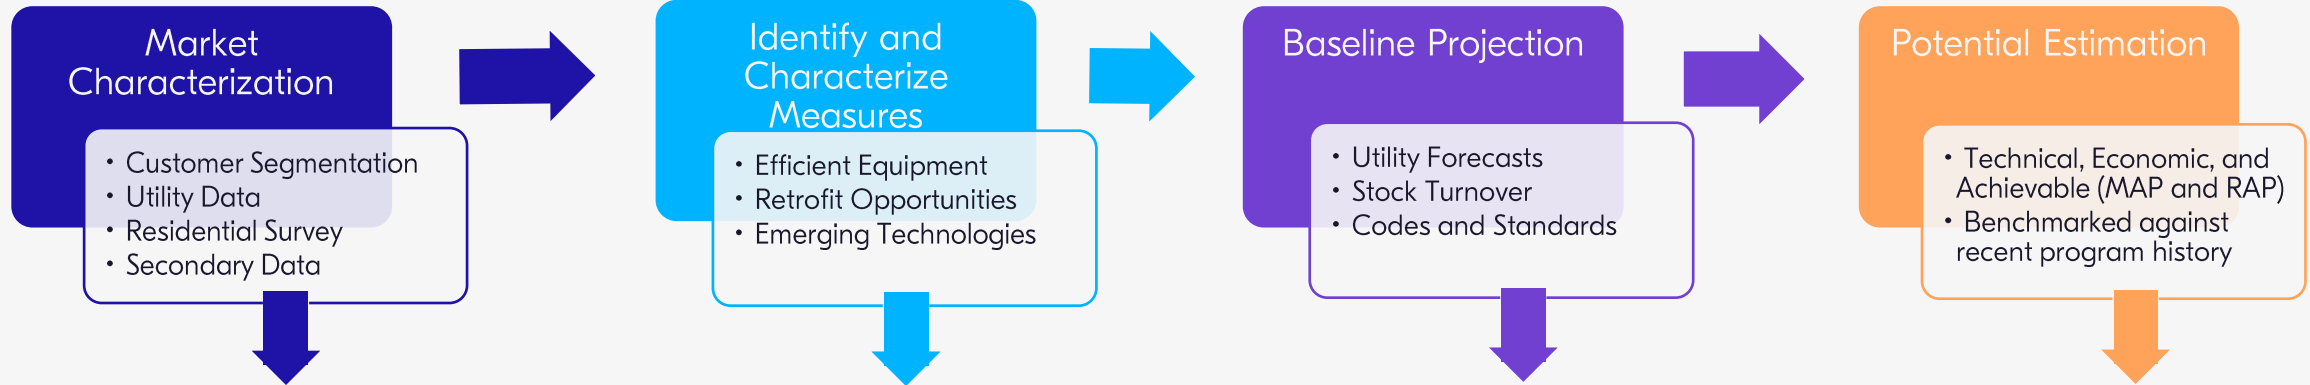 Market
Characterization
• Customer Segmentation
• Utility Data
• Residential Survey
• Secondary Data
Identify and
Characterize
Measures
• Efficient Equipment
• Retrofit Opportunities
• Emerging Technologies
Baseline Projection
• Utility Forecasts
• Stock Turnover
• Codes and Standards
Potential Estimation
• Technical, Economic, and
Achievable (MAP and RAP)
• Benchmarked against
recent program history